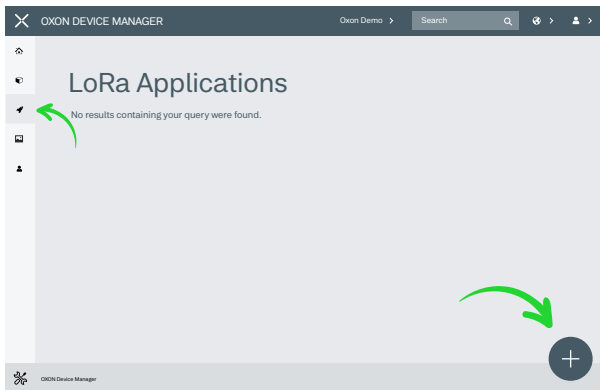 OXON DEVICE MANAGER
Oxon Demo
Search
LoRa Applications
No results containing your query were found.
OXON Device Manager